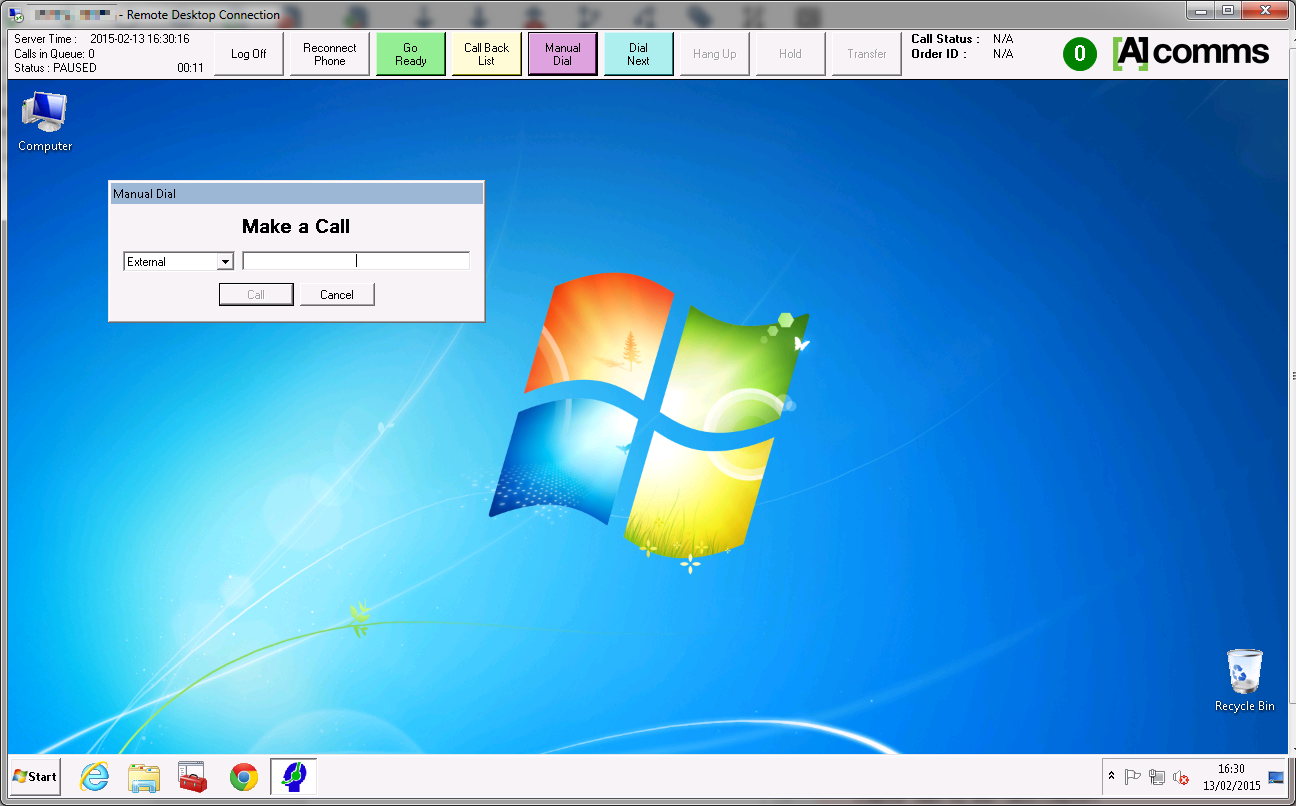 - Remote Desktop Connection
Server Time : 2015-02-13 16:30:16
Calls in Queue: 0
Status : PAUSED 00:11
Log Off
Reconnect
Phone
Go
Ready
Call Back
List
Manual
Dial
Dial
Next
Hang Up
Hold
Transfer
Call Status : N/A
Order ID : N/A
0
[A]comms
Computer
Manual Dial
Make a Call
External
Call
Cancel
Recycle Bin
Start
16:30
13/02/2015